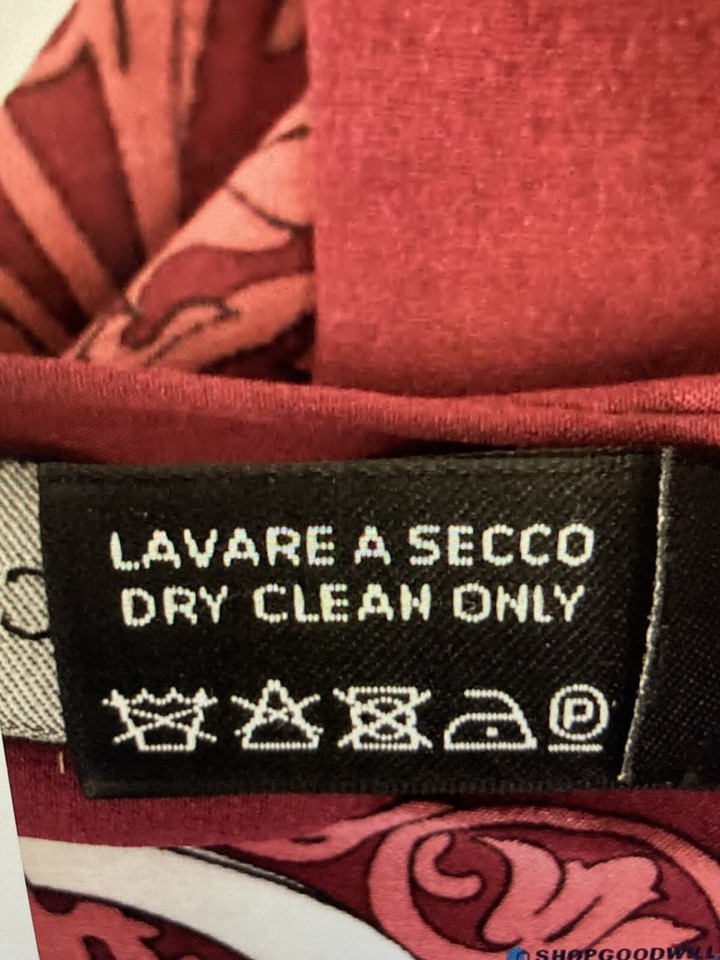 LAVARE A SECCO
DRY CLEAN ONLY
P
SHOPGOODWILL